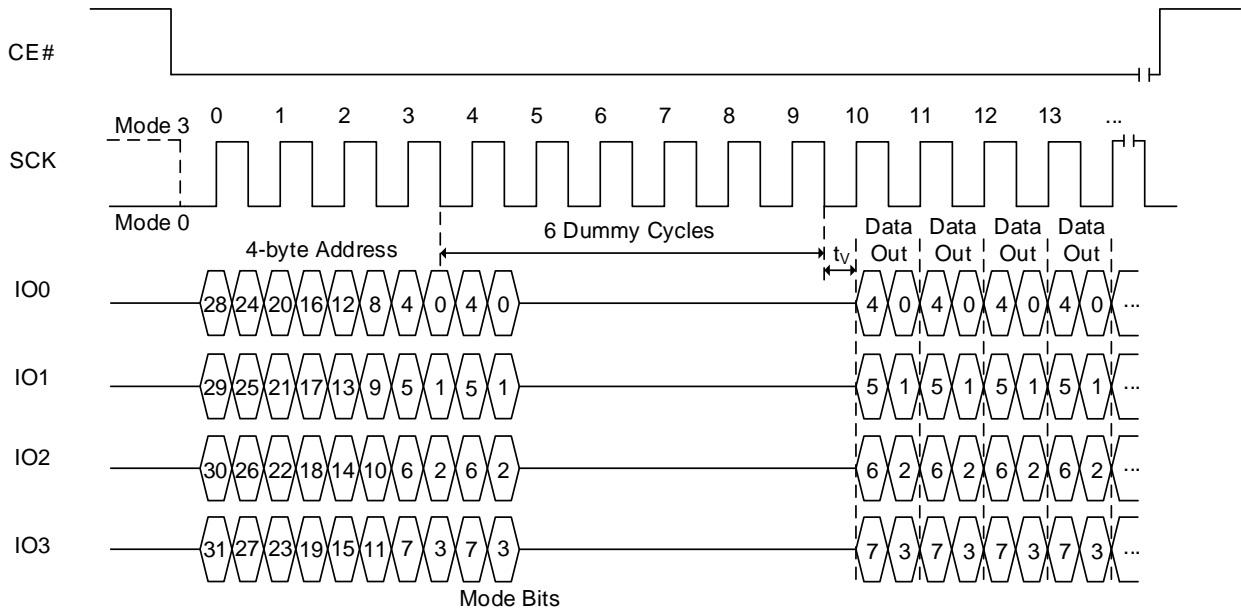 CE#
0 1 2 3 4 5 6 7 8 9 10 11 12 13 ...
Mode 3
SCK
Mode 0
6 Dummy Cycles
Data Out Data Out Data Out Data Out
4-byte Address
tV
IO0 28 24 20 16 12 8 4 0 4 0 4 0 4 0 4 0 4 0 ...
IO1 29 25 21 17 13 9 5 1 5 1 5 1 5 1 5 1 5 1 ...
IO2 30 26 22 18 14 10 6 2 6 2 6 2 6 2 6 2 6 2 ...
IO3 31 27 23 19 15 11 7 3 7 3 7 3 7 3 7 3 7 3 ...
Mode Bits